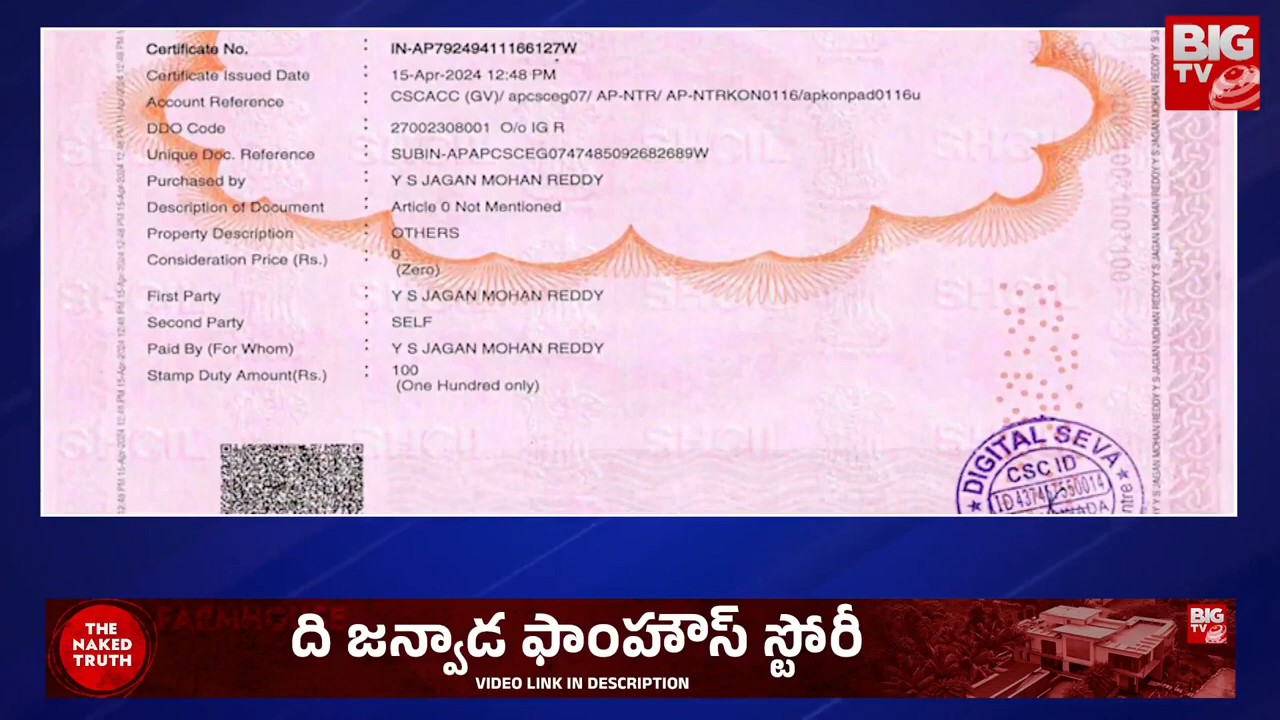 BIG
TV
Certificate No. : IN-AP79249411166127W
Certificate Issued Date : 15-Apr-2024 12:48 PM
Account Reference : CSCACC (GV)/ apcsceg07/ AP-NTR/ AP-NTRKON0116/apkonpad0116u
DDO Code : 27002308001 O/o IG R
Unique Doc. Reference : SUBIN-APAPCSCEG0747485092682689W
Purchased by : Y S JAGAN MOHAN REDDY
Description of Document : Article 0 Not Mentioned
Property Description : OTHERS
Consideration Price (Rs.) : 0
(Zero)
First Party : Y S JAGAN MOHAN REDDY
Second Party : SELF
Paid By (For Whom) : Y S JAGAN MOHAN REDDY
Stamp Duty Amount(Rs.) : 100
(One Hundred only)
SHCIL
DIGITAL SEVA
CSC ID
THE
NAKED
TRUTH
FARMHOUSE
ది జన్వాడ ఫాంహౌస్ స్టోరీ
VIDEO LINK IN DESCRIPTION
BIG
TV